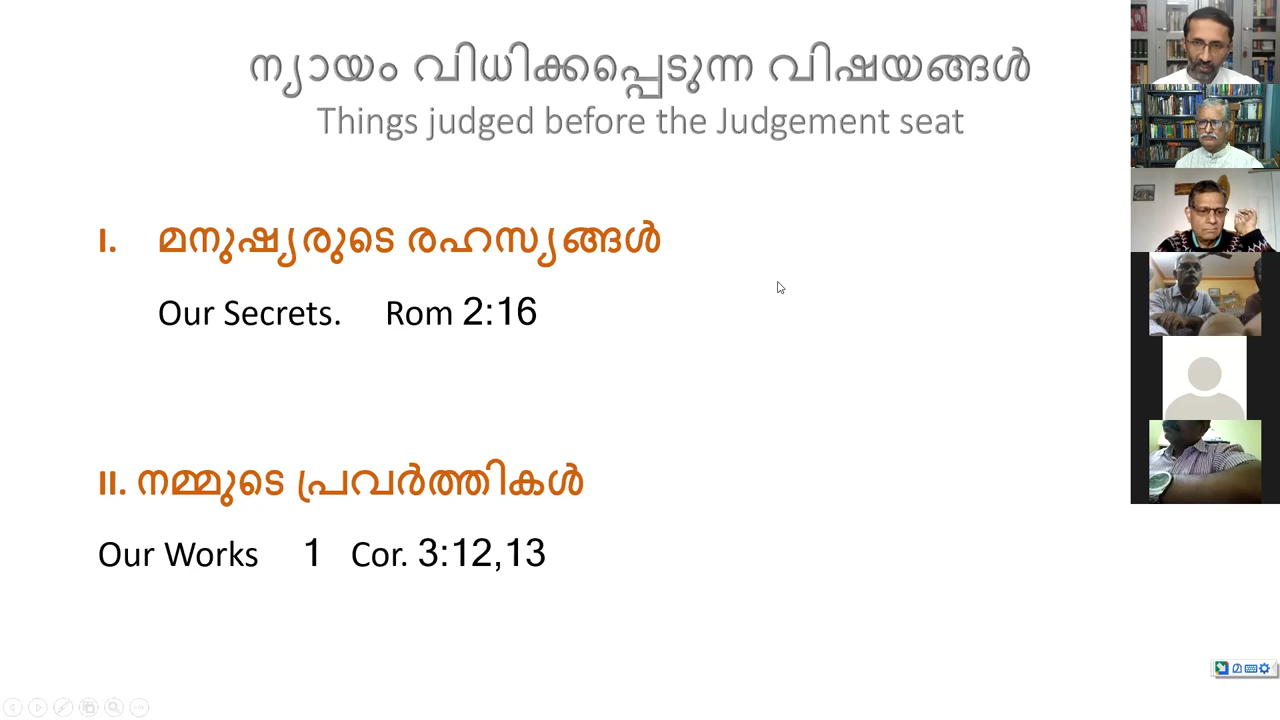 ന്യായം വിധിക്കപ്പെടുന്ന വിഷയങ്ങൾ
Things judged before the Judgement seat
I. മനുഷ്യരുടെ രഹസ്യങ്ങൾ
Our Secrets. Rom 2:16
II. നമ്മുടെ പ്രവർത്തികൾ
Our Works 1 Cor. 3:12,13